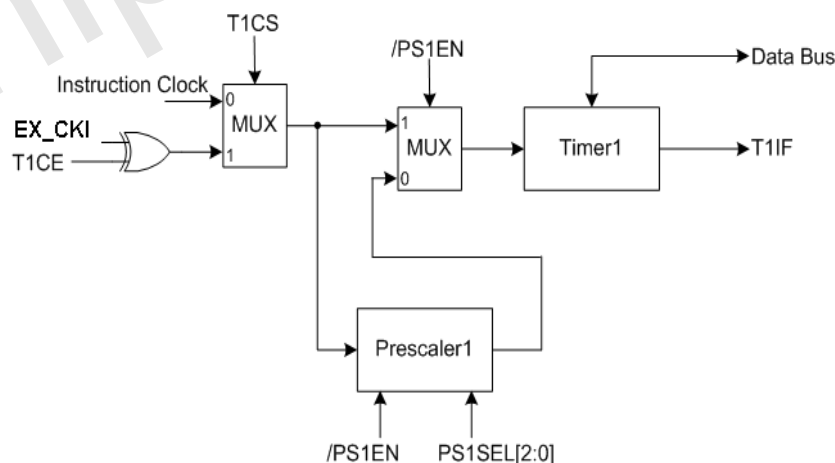 T1CS
/PS1EN
Data Bus
Instruction Clock
0
MUX
EX_CKI
T1CE
1
1
MUX
0
Timer1
T1IF
Prescaler1
/PS1EN
PS1SEL[2:0]